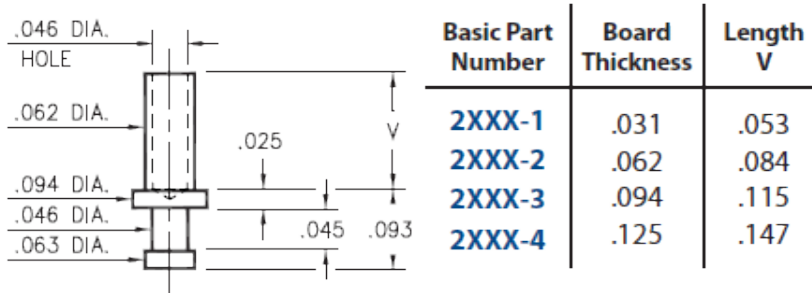 .046 DIA.
HOLE
.062 DIA.
.025
V
.094 DIA.
.046 DIA.
.063 DIA.
.045
.093
Basic Part Number
Board Thickness
Length V
2XXX-1 .031 .053
2XXX-2 .062 .084
2XXX-3 .094 .115
2XXX-4 .125 .147